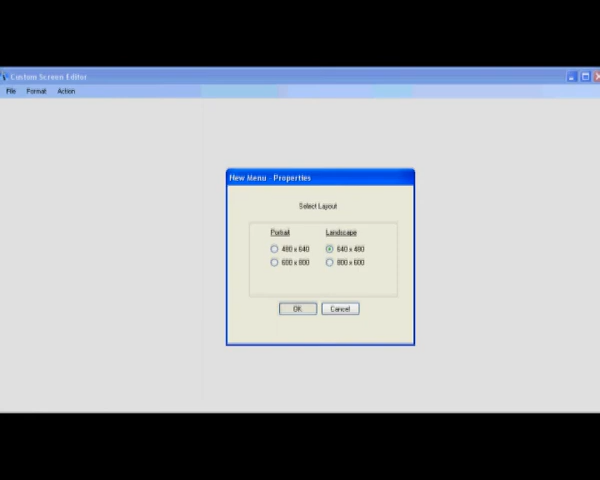 Custom Screen Editor
File Format Action
New Menu - Properties
Select Layout
Portrait Landscape
480 x 640 640 x 480
600 x 800 800 x 600
OK Cancel